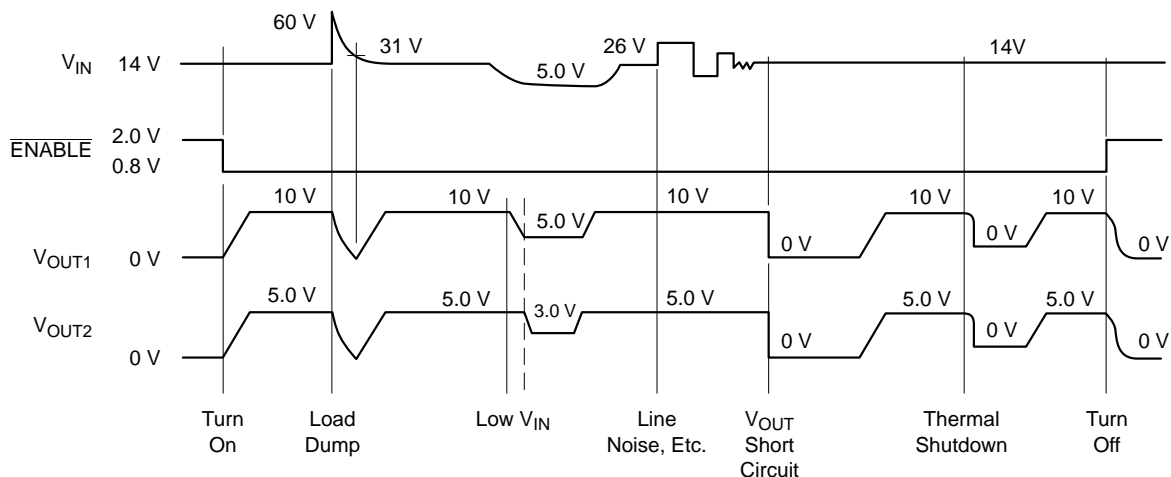 60 V
31 V
26 V
14V
V_IN 14 V
5.0 V
ENABLE 2.0 V
0.8 V
10 V 10 V 5.0 V 10 V 10 V 10 V
V_OUT1 0 V 0 V 0 V 0 V
5.0 V 5.0 V 3.0 V 5.0 V 5.0 V 5.0 V
V_OUT2 0 V 0 V 0 V 0 V
Turn On
Load Dump
Low V_IN
Line Noise, Etc.
V_OUT Short Circuit
Thermal Shutdown
Turn Off